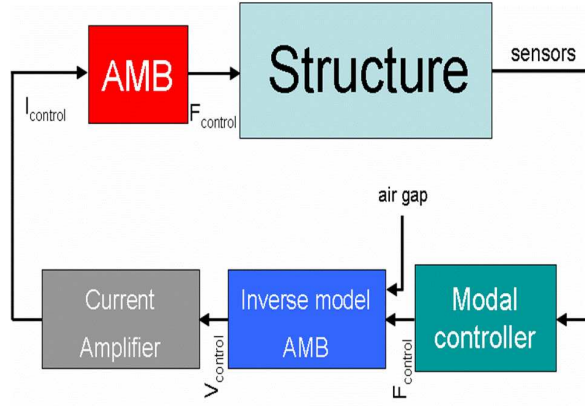 AMB
Structure
sensors
Icontrol
Fcontrol
air gap
Current
Amplifier
Inverse model
AMB
Modal
controller
Vcontrol
Fcontrol